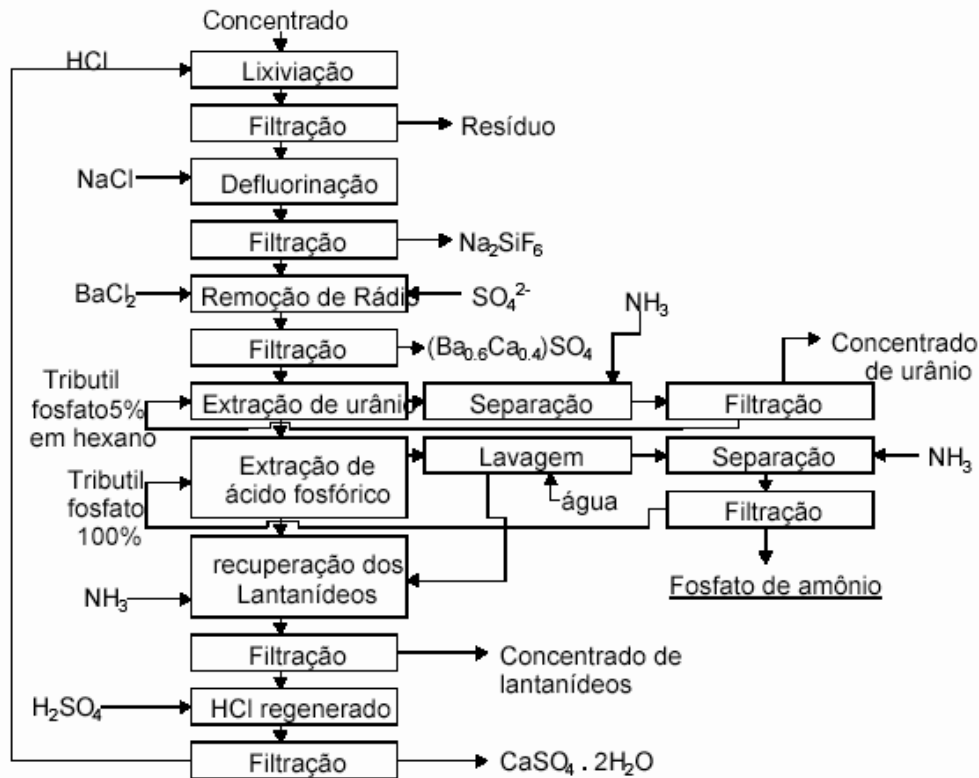 Concentrado
HCl
Lixiviação
Filtração
Resíduo
NaCl
Defluorinação
Filtração
Na₂SiF₆
BaCl₂
Remoção de Rádio
SO₄²⁻
NH₃
Filtração
(Ba₀.₆Ca₀.₄)SO₄
Concentrado
de urânio
Tributil
fosfato5%
em hexano
Extração de urânio
Separação
Filtração
Extração de
ácido fosfórico
Lavagem
Separação
NH₃
Tributil
fosfato
100%
água
Filtração
recuperação dos
Lantanídeos
NH₃
Fosfato de amônio
Filtração
Concentrado de
lantanídeos
H₂SO₄
HCl regenerado
Filtração
CaSO₄ . 2H₂O